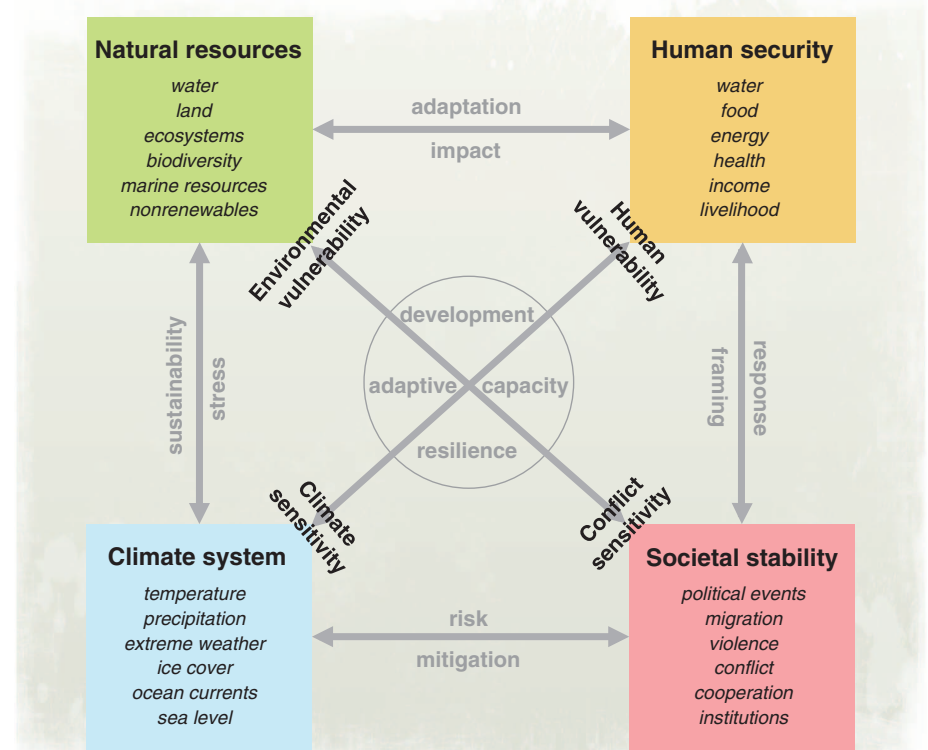 Natural resources
water
land
ecosystems
biodiversity
marine resources
nonrenewables
Human security
water
food
energy
health
income
livelihood
adaptation
impact
Environmental
vulnerability
Human
vulnerability
development
adaptive capacity
resilience
sustainability
stress
framing
response
Climate
sensitivity
Conflict
sensitivity
Climate system
temperature
precipitation
extreme weather
ice cover
ocean currents
sea level
risk
mitigation
Societal stability
political events
migration
violence
conflict
cooperation
institutions